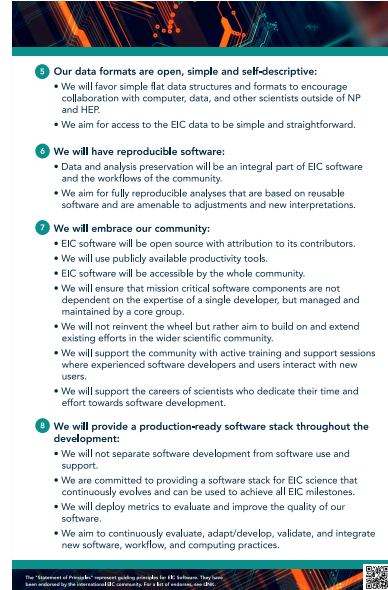 5 Our data formats are open, simple and self-descriptive:
• We will favor simple flat data structures and formats to encourage
collaboration with computer, data, and other scientists outside of NP
and HEP.
• We aim for access to the EIC data to be simple and straightforward.
6 We will have reproducible software:
• Data and analysis preservation will be an integral part of EIC software
and the workflows of the community.
• We aim for fully reproducible analyses that are based on reusable
software and are amenable to adjustments and new interpretations.
7 We will embrace our community:
• EIC software will be open source with attribution to its contributors.
• We will use publicly available productivity tools.
• EIC software will be accessible by the whole community.
• We will ensure that mission critical software components are not
dependent on the expertise of a single developer, but managed and
maintained by a core group.
• We will not reinvent the wheel but rather aim to build on and extend
existing efforts in the wider scientific community.
• We will support the community with active training and support sessions
where experienced software developers and users interact with new
users.
• We will support the careers of scientists who dedicate their time and
effort towards software development.
8 We will provide a production-ready software stack throughout the
development:
• We will not separate software development from software use and
support.
• We are committed to providing a software stack for EIC science that
continuously evolves and can be used to achieve all EIC milestones.
• We will deploy metrics to evaluate and improve the quality of our
software.
• We aim to continuously evaluate, adapt/develop, validate, and integrate
new software, workflow, and computing practices.
The "Statement of Principles" represent guiding principles for EIC Software. They have
been endorsed by the international EIC community. For a list of endorsers, see LINK.